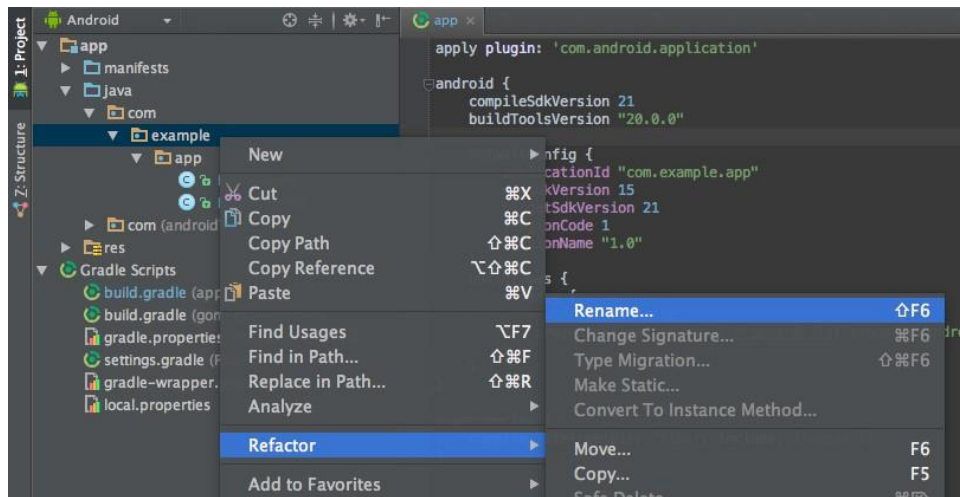 1: Project
Z: Structure
Android
app
manifests
java
com
example
app
com (android
res
Gradle Scripts
build.gradle (app
build.gradle (gon
gradle.properties
settings.gradle (P
gradle-wrapper.
local.properties
app
apply plugin: 'com.android.application'
android {
compileSdkVersion 21
buildToolsVersion "20.0.0"
nfig {
cationId "com.example.app"
kVersion 15
tSdkVersion 21
onCode 1
onName "1.0"
s {
New
Cut ⌘X
Copy ⌘C
Copy Path ⇧⌘C
Copy Reference ⌥⇧⌘C
Paste ⌘V
Find Usages ⌥F7
Find in Path... ⇧⌘F
Replace in Path... ⇧⌘R
Analyze
Refactor
Add to Favorites
Rename... ⇧F6
Change Signature... ⌘F6
Type Migration... ⇧⌘F6
Make Static...
Convert To Instance Method...
Move... F6
Copy... F5